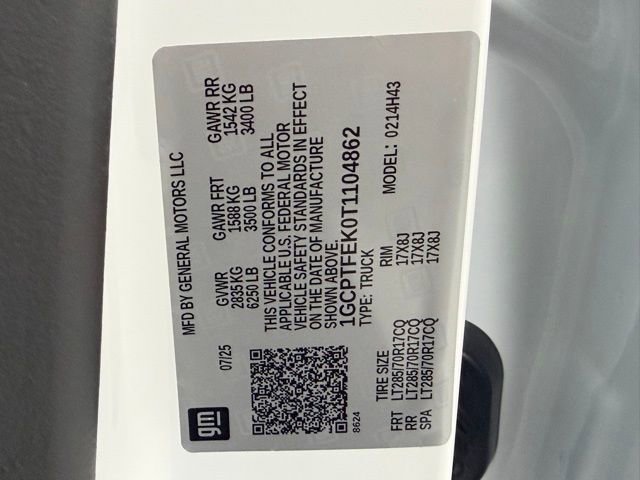 gm
MFD BY GENERAL MOTORS LLC
07/25
GVWR GAWR FRT GAWR RR
2835 KG 1588 KG 1542 KG
6250 LB 3500 LB 3400 LB
THIS VEHICLE CONFORMS TO ALL
APPLICABLE U.S. FEDERAL MOTOR
VEHICLE SAFETY STANDARDS IN EFFECT
ON THE DATE OF MANUFACTURE
SHOWN ABOVE.
1GCPTFEK0T1104862
TYPE: TRUCK MODEL: 0214H43
8624
TIRE SIZE RIM
FRT LT285/70R17CQ 17X8J
RR LT285/70R17CQ 17X8J
SPA LT285/70R17CQ 17X8J